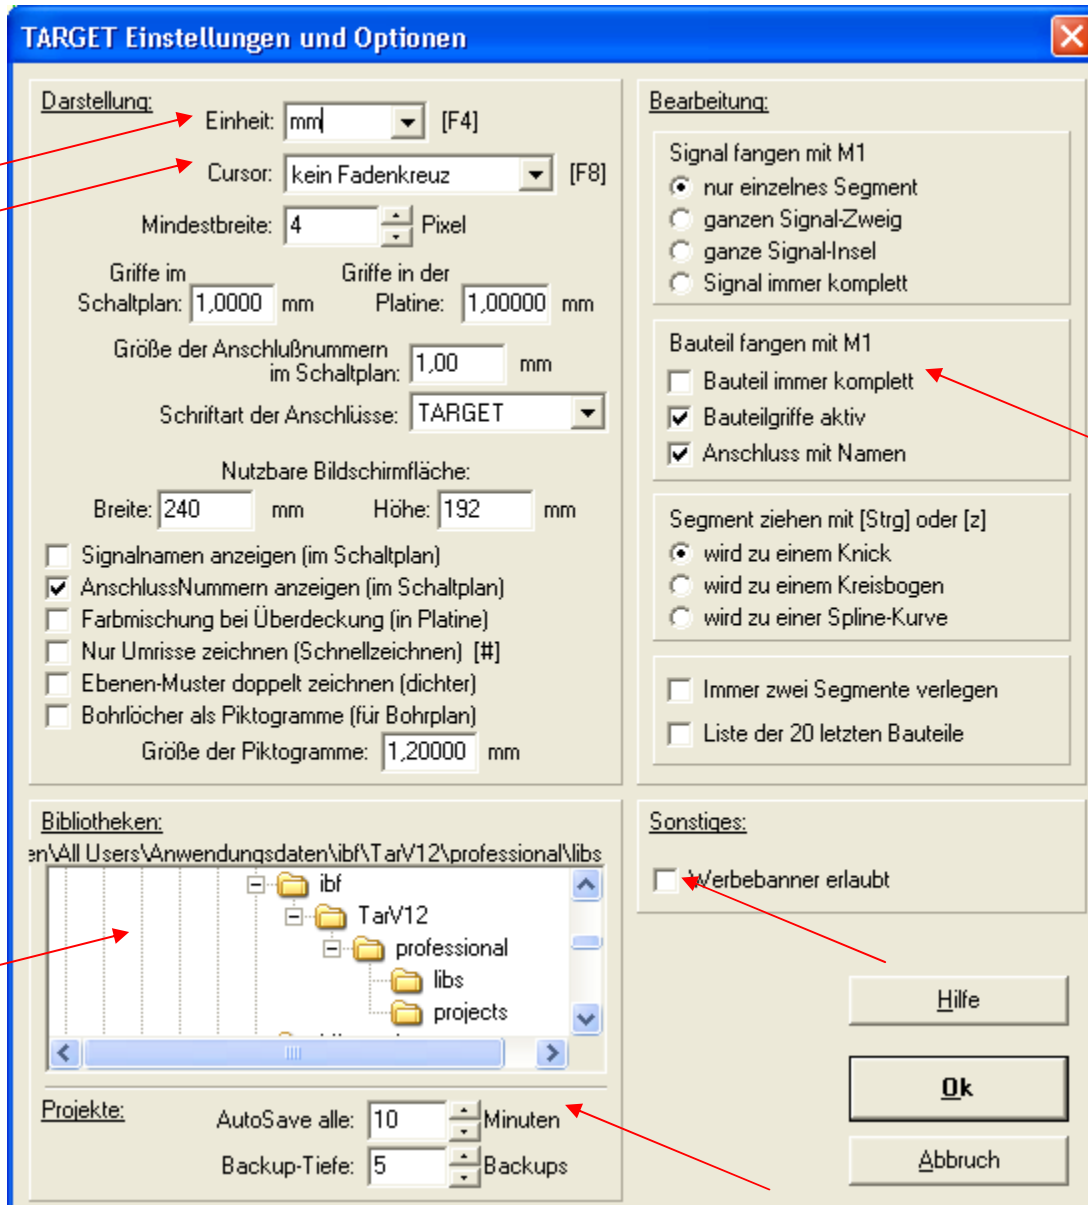 TARGET Einstellungen und Optionen
Darstellung:
Einheit: mm [F4]
Cursor: kein Fadenkreuz [F8]
Mindestbreite: 4 Pixel
Griffe im Schaltplan: 1,0000 mm
Griffe in der Platine: 1,00000 mm
Größe der Anschlußnummern
im Schaltplan: 1,00 mm
Schriftart der Anschlüsse: TARGET
Nutzbare Bildschirmfläche:
Breite: 240 mm Höhe: 192 mm
Signalnamen anzeigen (im Schaltplan)
AnschlussNummern anzeigen (im Schaltplan)
Farbmischung bei Überdeckung (in Platine)
Nur Umrisse zeichnen (Schnellzeichnen) [#]
Ebenen-Muster doppelt zeichnen (dichter)
Bohrlöcher als Piktogramme (für Bohrplan)
Größe der Piktogramme: 1,20000 mm
Bearbeitung:
Signal fangen mit M1
nur einzelnes Segment
ganzen Signal-Zweig
ganze Signal-Insel
Signal immer komplett
Bauteil fangen mit M1
Bauteil immer komplett
Bauteilgriffe aktiv
Anschluss mit Namen
Segment ziehen mit [Strg] oder [z]
wird zu einem Knick
wird zu einem Kreisbogen
wird zu einer Spline-Kurve
Immer zwei Segmente verlegen
Liste der 20 letzten Bauteile
Bibliotheken:
en\All Users\Anwendungsdaten\ibf\TarV12\professional\libs
ibf
TarV12
professional
libs
projects
Projekte:
AutoSave alle: 10 Minuten
Backup-Tiefe: 5 Backups
Sonstiges:
Werbebanner erlaubt
Hilfe
Ok
Abbruch